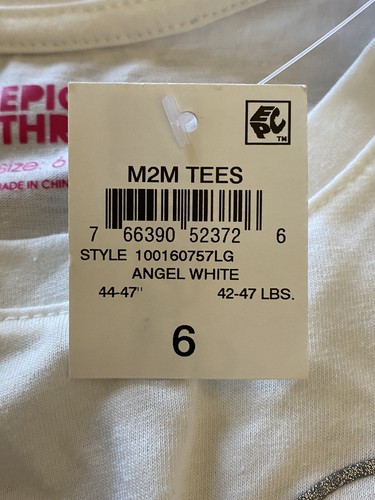 EPIC
THR
size: 6
MADE IN CHIN
EPC
TM
M2M TEES
7 66390 52372 6
STYLE 100160757LG
ANGEL WHITE
44-47" 42-47 LBS.
6